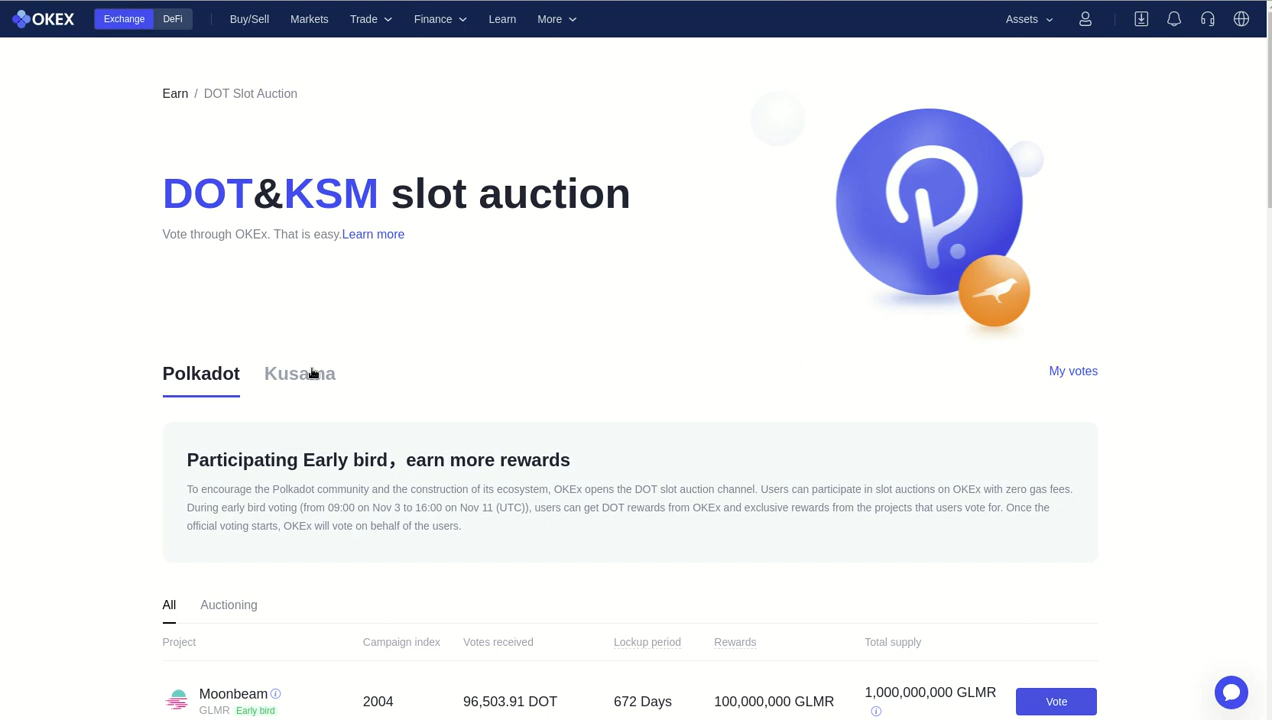 OKEX Exchange DeFi Buy/Sell Markets Trade Finance Learn More Assets
Earn / DOT Slot Auction
DOT&KSM slot auction
Vote through OKEx. That is easy.Learn more
Polkadot Kusama My votes
Participating Early bird，earn more rewards
To encourage the Polkadot community and the construction of its ecosystem, OKEx opens the DOT slot auction channel. Users can participate in slot auctions on OKEx with zero gas fees.
During early bird voting (from 09:00 on Nov 3 to 16:00 on Nov 11 (UTC)), users can get DOT rewards from OKEx and exclusive rewards from the projects that users vote for. Once the
official voting starts, OKEx will vote on behalf of the users.
All Auctioning
Project Campaign index Votes received Lockup period Rewards Total supply
Moonbeam 2004 96,503.91 DOT 672 Days 100,000,000 GLMR 1,000,000,000 GLMR Vote
GLMR Early bird